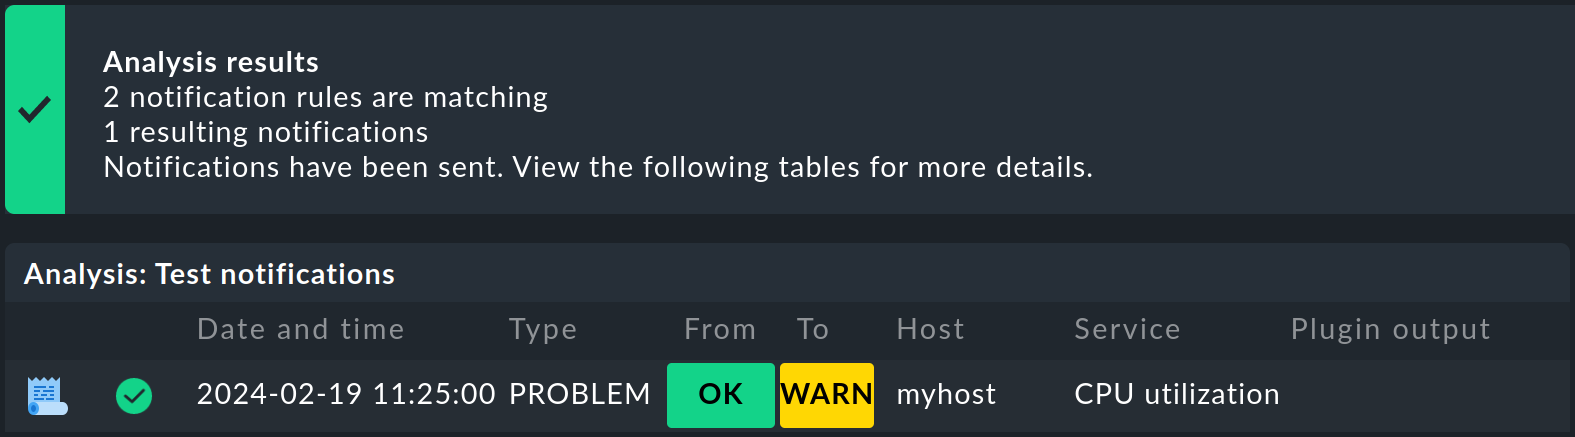 Analysis results
2 notification rules are matching
1 resulting notifications
Notifications have been sent. View the following tables for more details.
Analysis: Test notifications
Date and time Type From To Host Service Plugin output
2024-02-19 11:25:00 PROBLEM OK WARN myhost CPU utilization